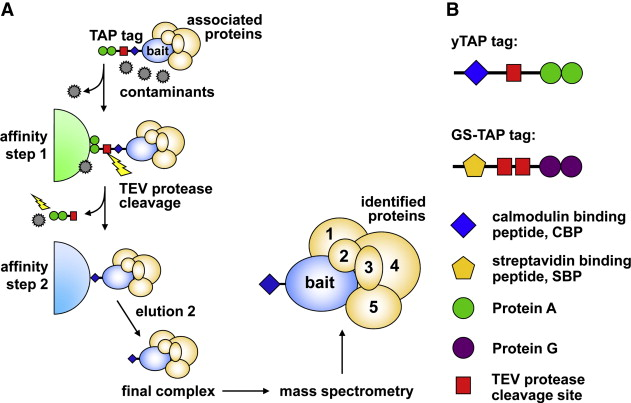 A
TAP tag
associated
proteins
bait
contaminants
affinity
step 1
TEV protease
cleavage
affinity
step 2
elution 2
final complex
mass spectrometry
identified
proteins
1
2
3
4
5
bait
B
yTAP tag:
GS-TAP tag:
calmodulin binding
peptide, CBP
streptavidin binding
peptide, SBP
Protein A
Protein G
TEV protease
cleavage site